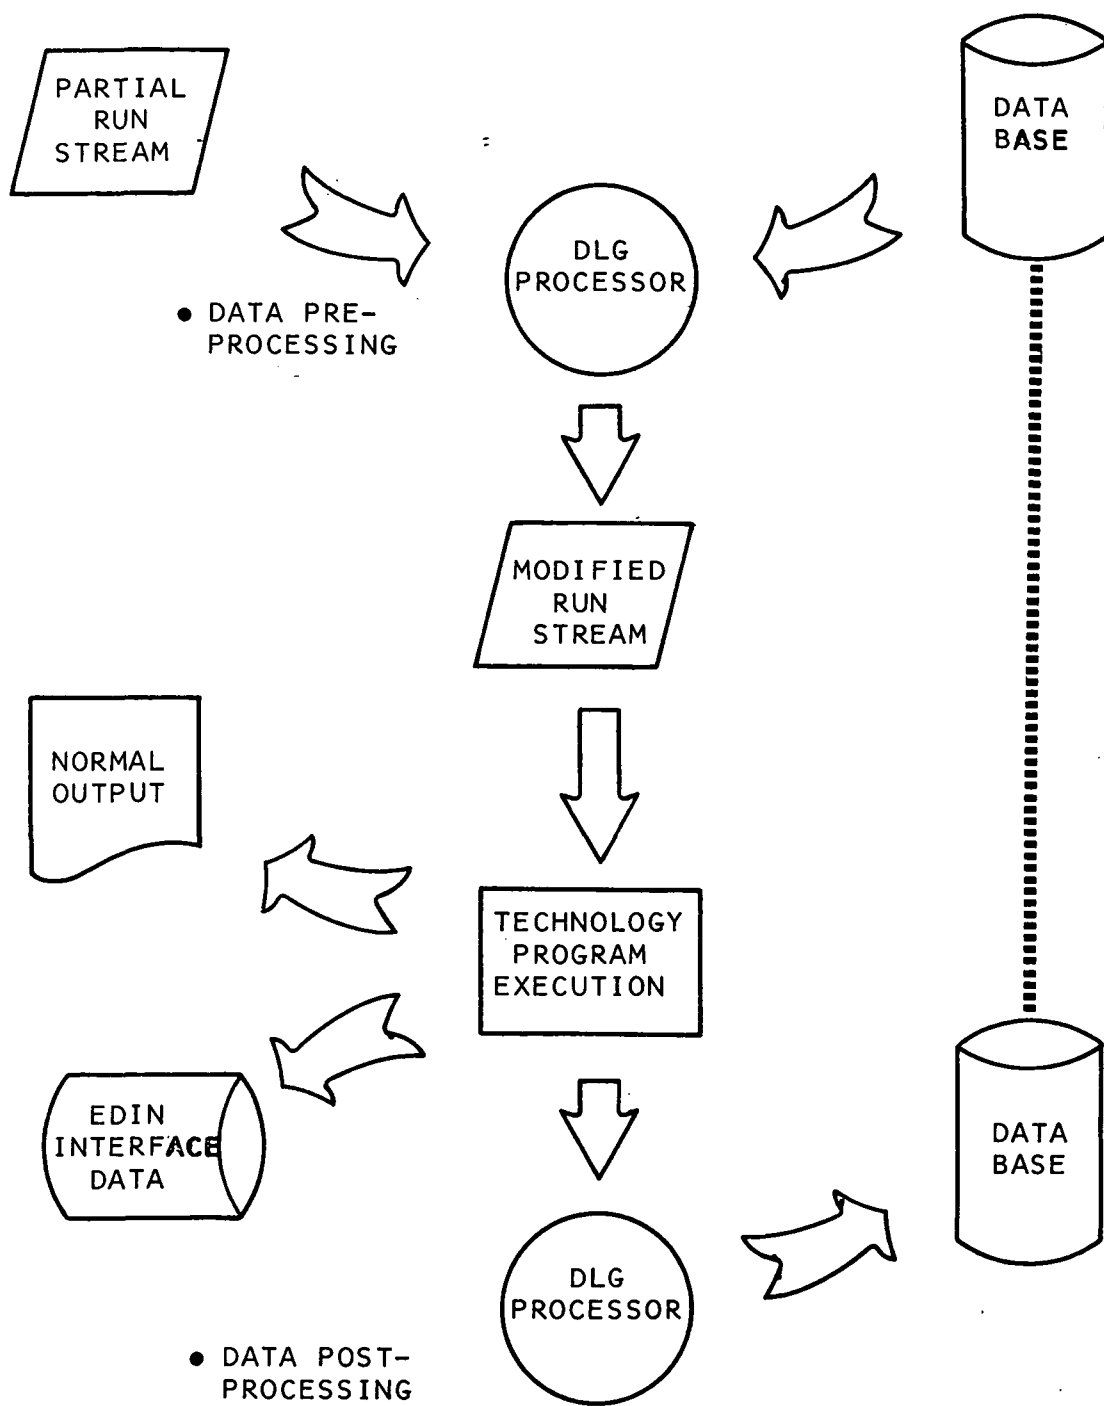 PARTIAL
RUN
STREAM
DATA
BASE
DLG
PROCESSOR
● DATA PRE-
PROCESSING
MODIFIED
RUN
STREAM
NORMAL
OUTPUT
TECHNOLOGY
PROGRAM
EXECUTION
EDIN
INTERFACE
DATA
DATA
BASE
DLG
PROCESSOR
● DATA POST-
PROCESSING